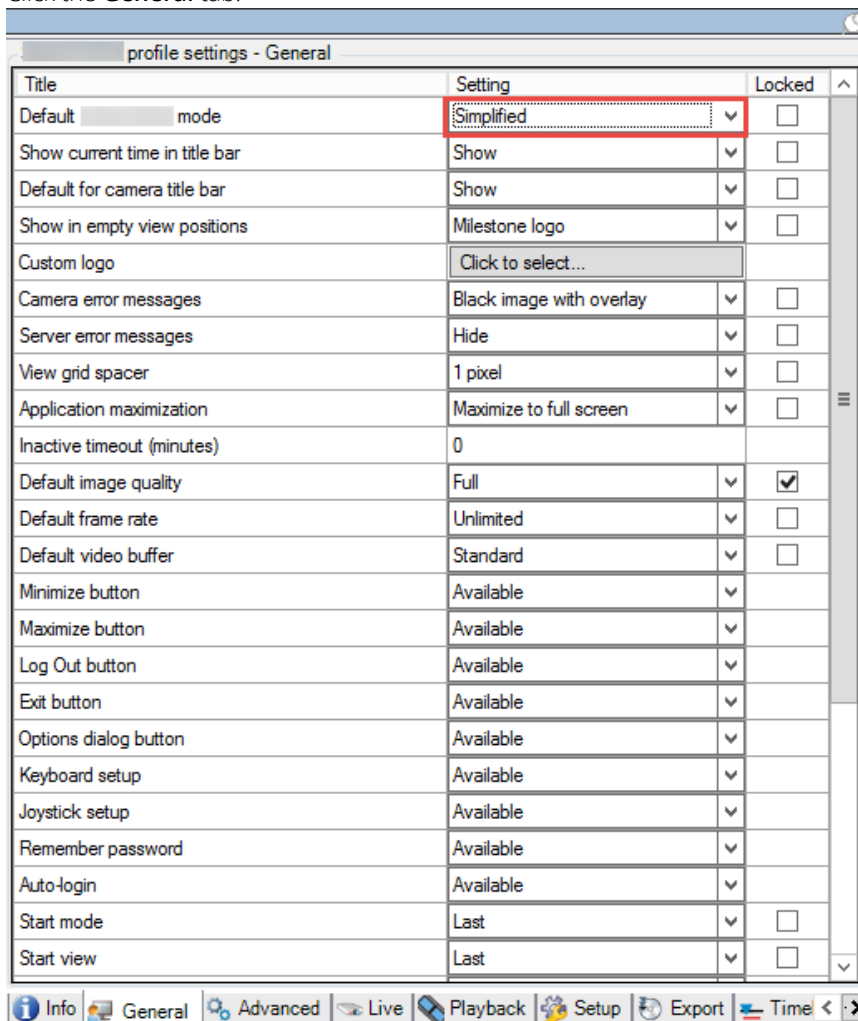 Click the General tab.
profile settings - General
Title Setting Locked
Default mode Simplified
Show current time in title bar Show
Default for camera title bar Show
Show in empty view positions Milestone logo
Custom logo Click to select...
Camera error messages Black image with overlay
Server error messages Hide
View grid spacer 1 pixel
Application maximization Maximize to full screen
Inactive timeout (minutes) 0
Default image quality Full
Default frame rate Unlimited
Default video buffer Standard
Minimize button Available
Maximize button Available
Log Out button Available
Exit button Available
Options dialog button Available
Keyboard setup Available
Joystick setup Available
Remember password Available
Auto-login Available
Start mode Last
Start view Last
Info General Advanced Live Playback Setup Export Timel